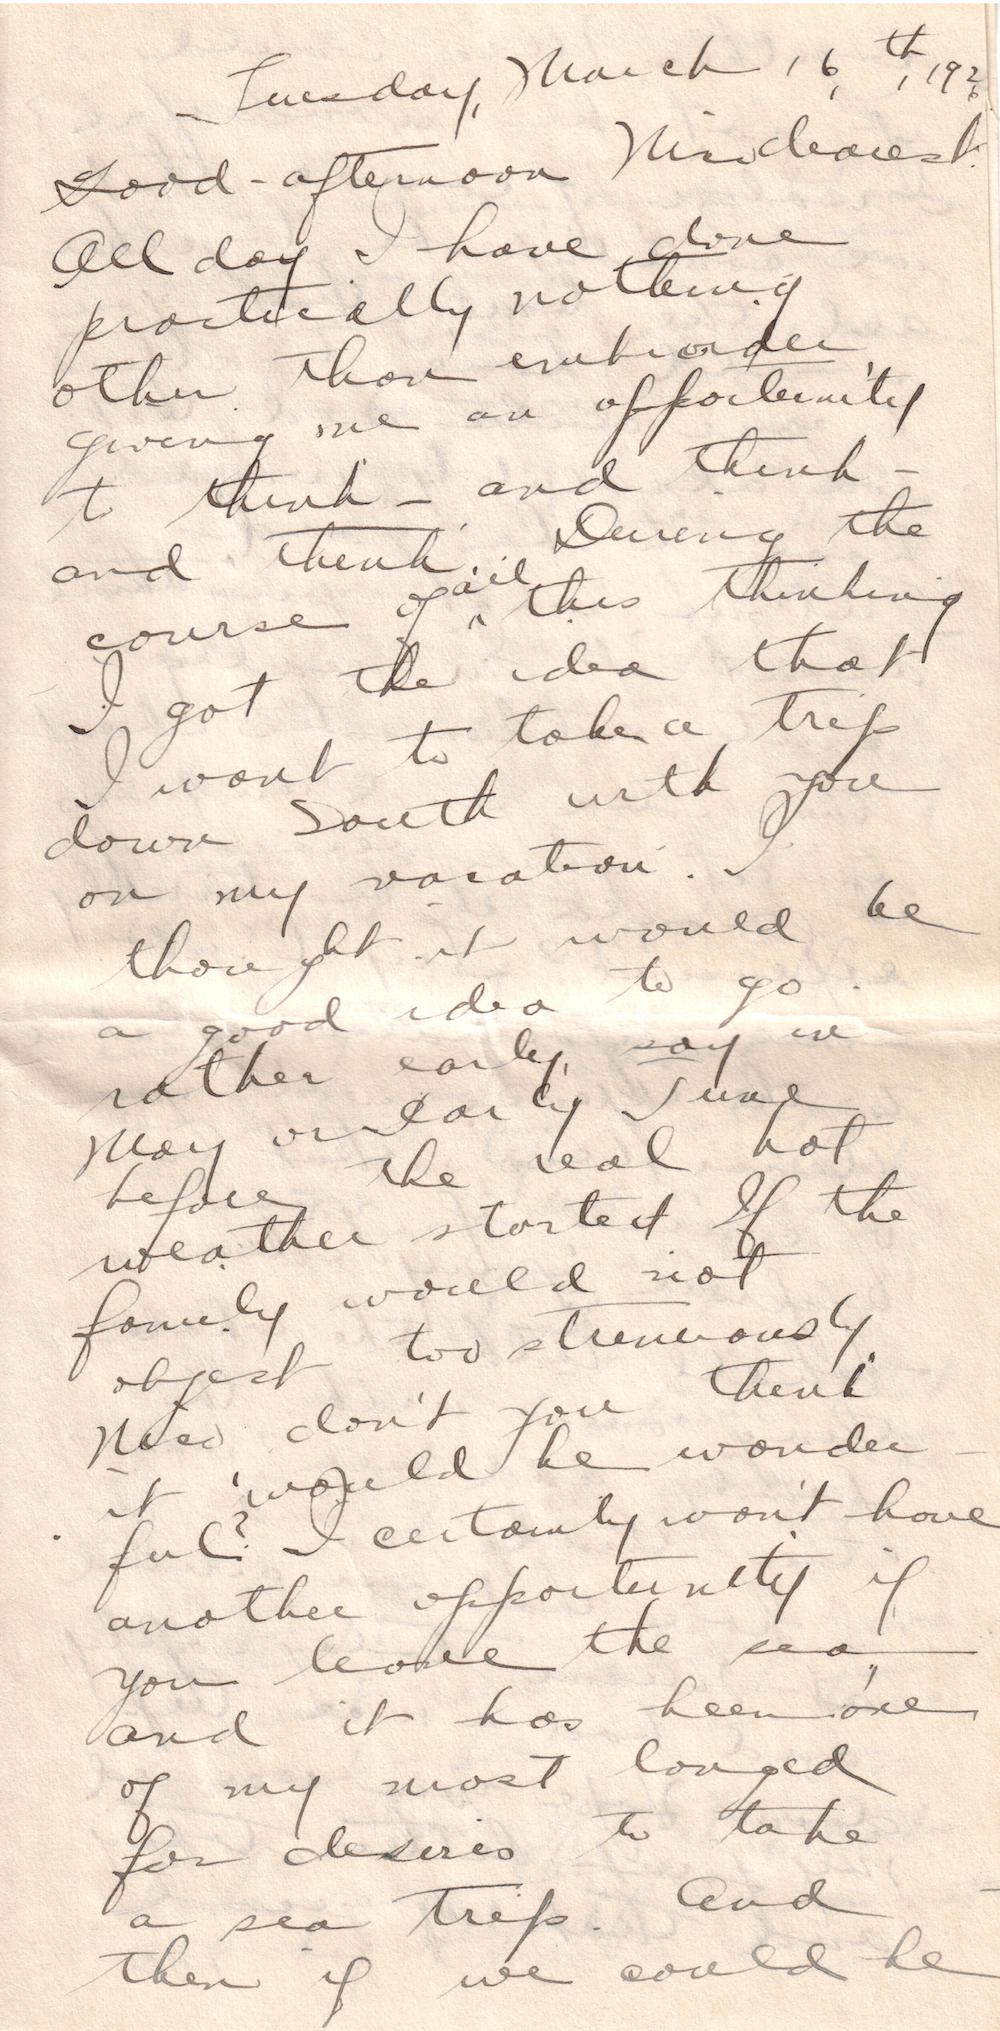 Tuesday, March 16, th, 1926
Good-afternoon dearest
All day I have done
practically nothing
other than embroider,
giving me an opportunity
to think – and think –
and think. During the
course of all this thinking
I got the idea that
I want to take a trip
down South with you
on my vacation. I
thought it would be
a good idea to go
rather early, say in
May or early June
before the real hot
weather started If the
family would not
object too strenuously.
don't you think
it would be wonder-
ful? I certainly won't have
another opportunity if
you leave the sea,
and it has been one
of my most longed
for desires to take
a sea trip. And
then if we could be